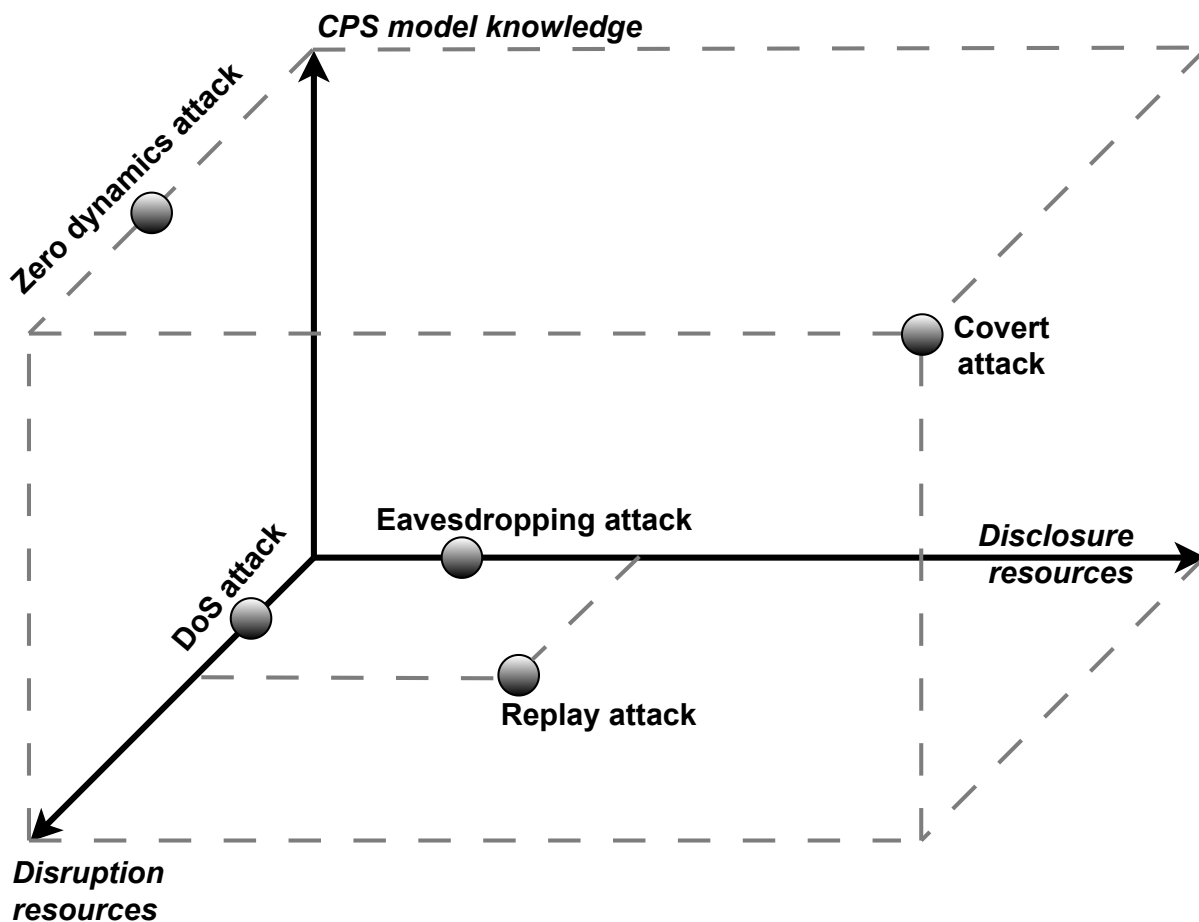 CPS model knowledge
Zero dynamics attack
Covert
attack
Eavesdropping attack
Disclosure
resources
DoS attack
Replay attack
Disruption
resources